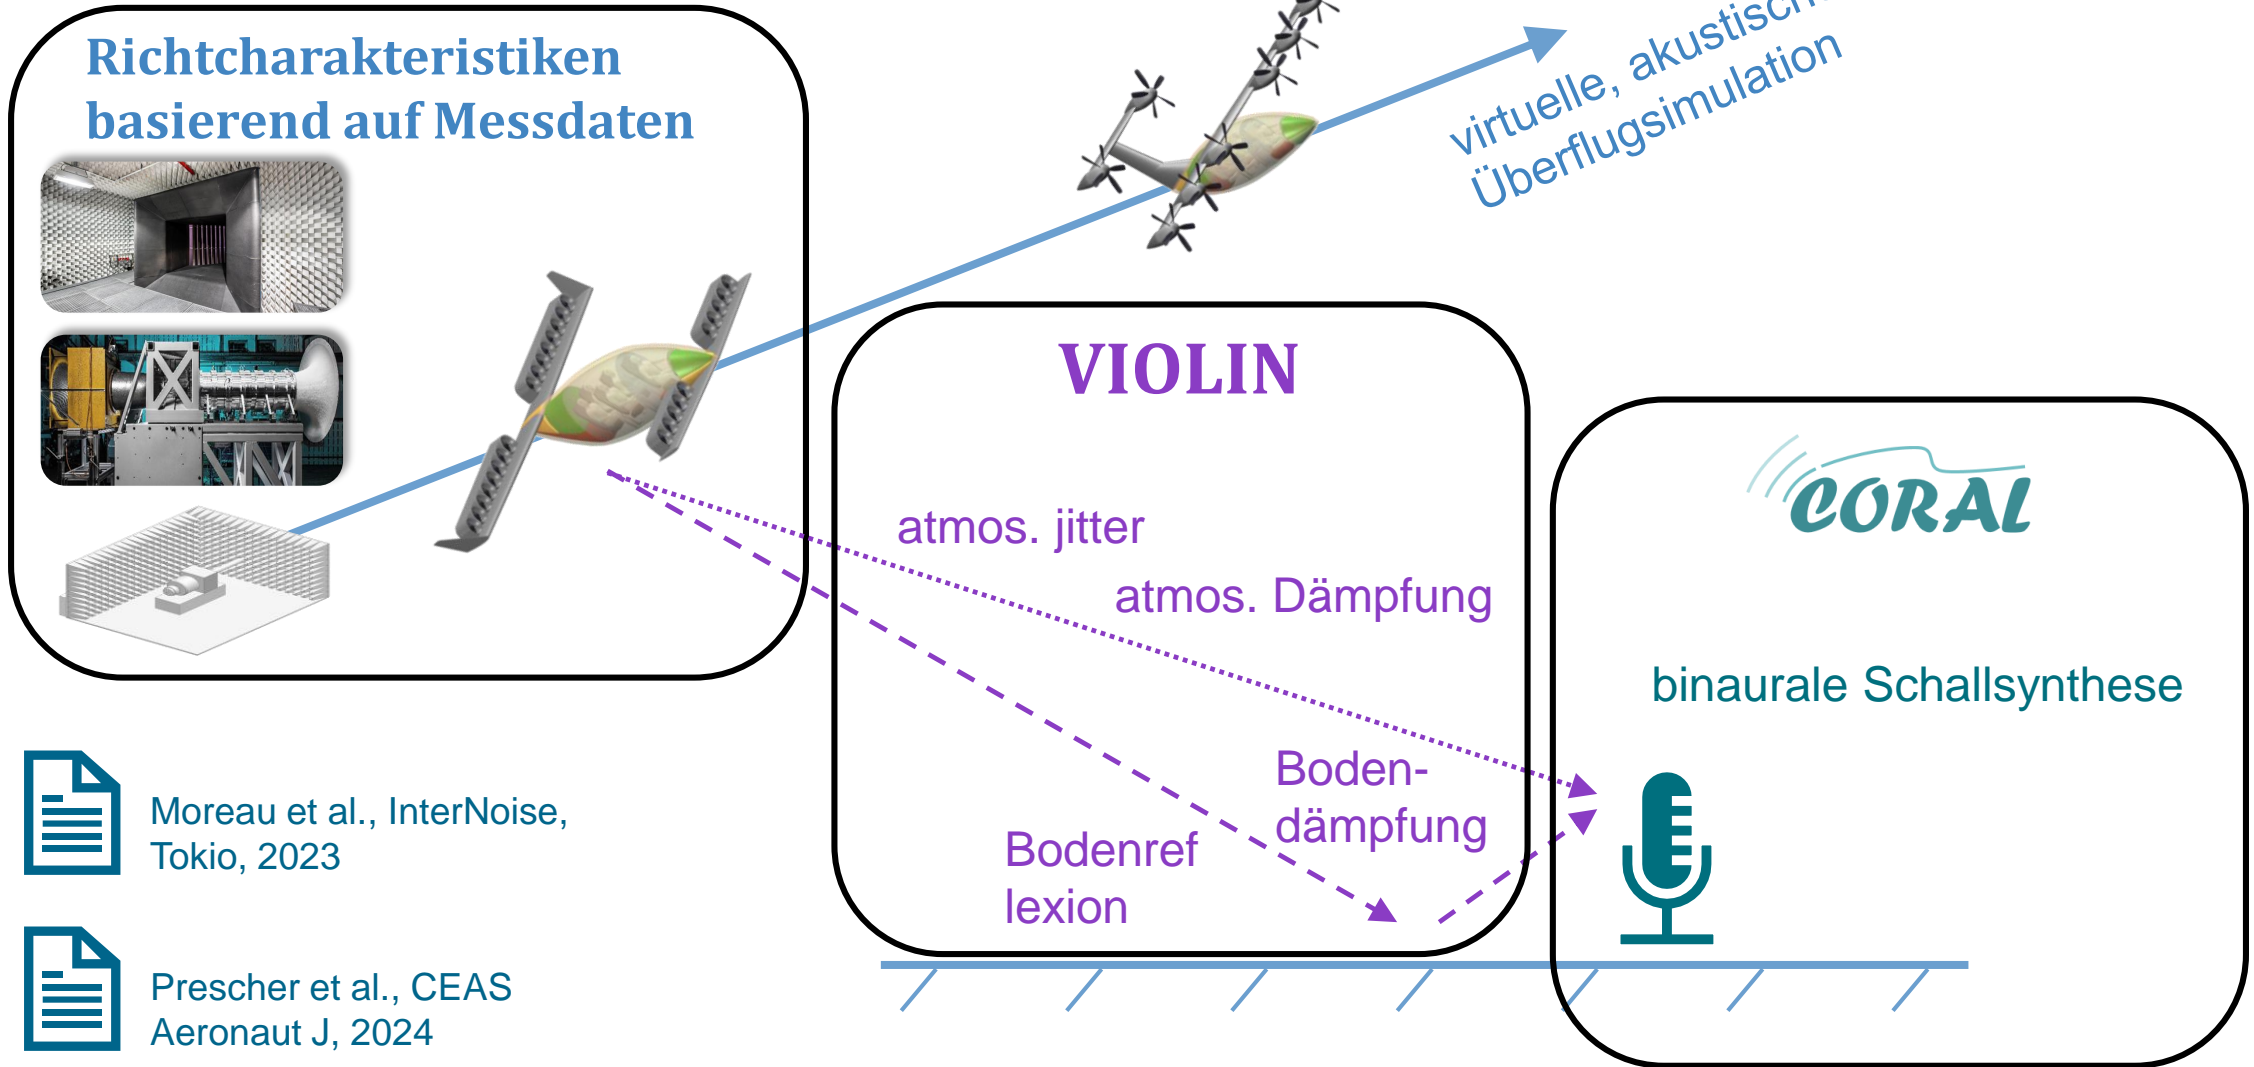 Richtcharakteristiken
basierend auf Messdaten
virtuelle,
Überflugsimulation
VIOLIN
atmos. jitter
atmos. Dämpfung
Boden-
dämpfung
Bodenref
lexion
CORAL
binaurale Schallsynthese
Moreau et al., InterNoise,
Tokio, 2023
Prescher et al., CEAS
Aeronaut J, 2024